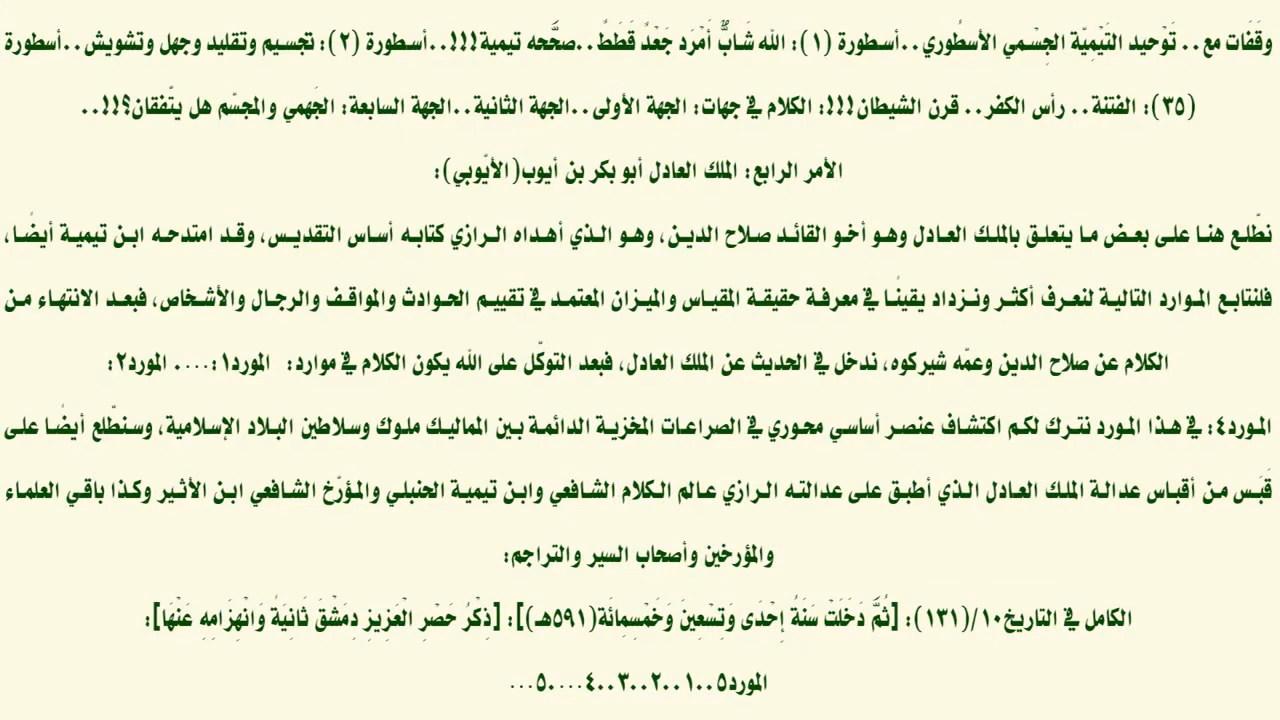 وقَفَات مع.. تَوْحيد التَيْمِيّة الجِسْمي الأسطُوري..أسطورة (١): الله شَابٌّ أَمْرَد جَعْدٌ قَطَطٌ..صحَّحه تيمية!!!..أسطورة (٢): تجسيم وتقليد وجهل وتشويش..أسطورة
(٣٥): الفتنة.. رأس الكفر.. قرن الشيطان!!!: الكلام في جهات: الجهة الأولى..الجهة الثانية..الجهة السابعة: الجَهمي والمجسّم هل يتّفقان؟!!..
الأمر الرابع: الملك العادل أبو بكر بن أيوب(الأيّوبي):
نطّلع هنا على بعض ما يتعلق بالملك العادل وهو أخو القائد صلاح الدين، وهو الذي أهداه الرازي كتابه أساس التقديس، وقد امتدحه ابن تيمية أيضًا،
فلنتابع الموارد التالية لنعرف أكثر ونزداد يقينًا في معرفة حقيقة المقياس والميزان المعتمد في تقييم الحوادث والمواقف والرجال والأشخاص، فبعد الانتهاء من
الكلام عن صلاح الدين وعمّه شيركوه، ندخل في الحديث عن الملك العادل، فبعد التوكّل على الله يكون الكلام في موارد: المورد١:.... المورد٢:
المورد٤: في هذا المورد نترك لكم اكتشاف عنصر أساسي محوري في الصراعات المخزية الدائمة بين المماليك ملوك وسلاطين البلاد الإسلامية، وسنطّلع أيضًا على
قَبَس من أقباس عدالة الملك العادل الذي أطبق على عدالته الرازي عالم الكلام الشافعي وابن تيمية الحنبلي والمؤرّخ الشافعي ابن الأثير وكذا باقي العلماء
والمؤرخين وأصحاب السير والتراجم:
الكامل في التاريخ١٠/(١٣١): [ثُمَّ دَخَلَتْ سَنَةُ إِحْدَى وَتِسْعِينَ وَخَمْسِمِائَة(٥٩١هـ)]: [ذِكْرُ حَصْرِ الْعَزِيزِ دِمَشْقَ ثَانِيَةً وَانْهِزَامِهِ عَنْهَا]:
المورد٥..١..٢..٣..٤....٥...